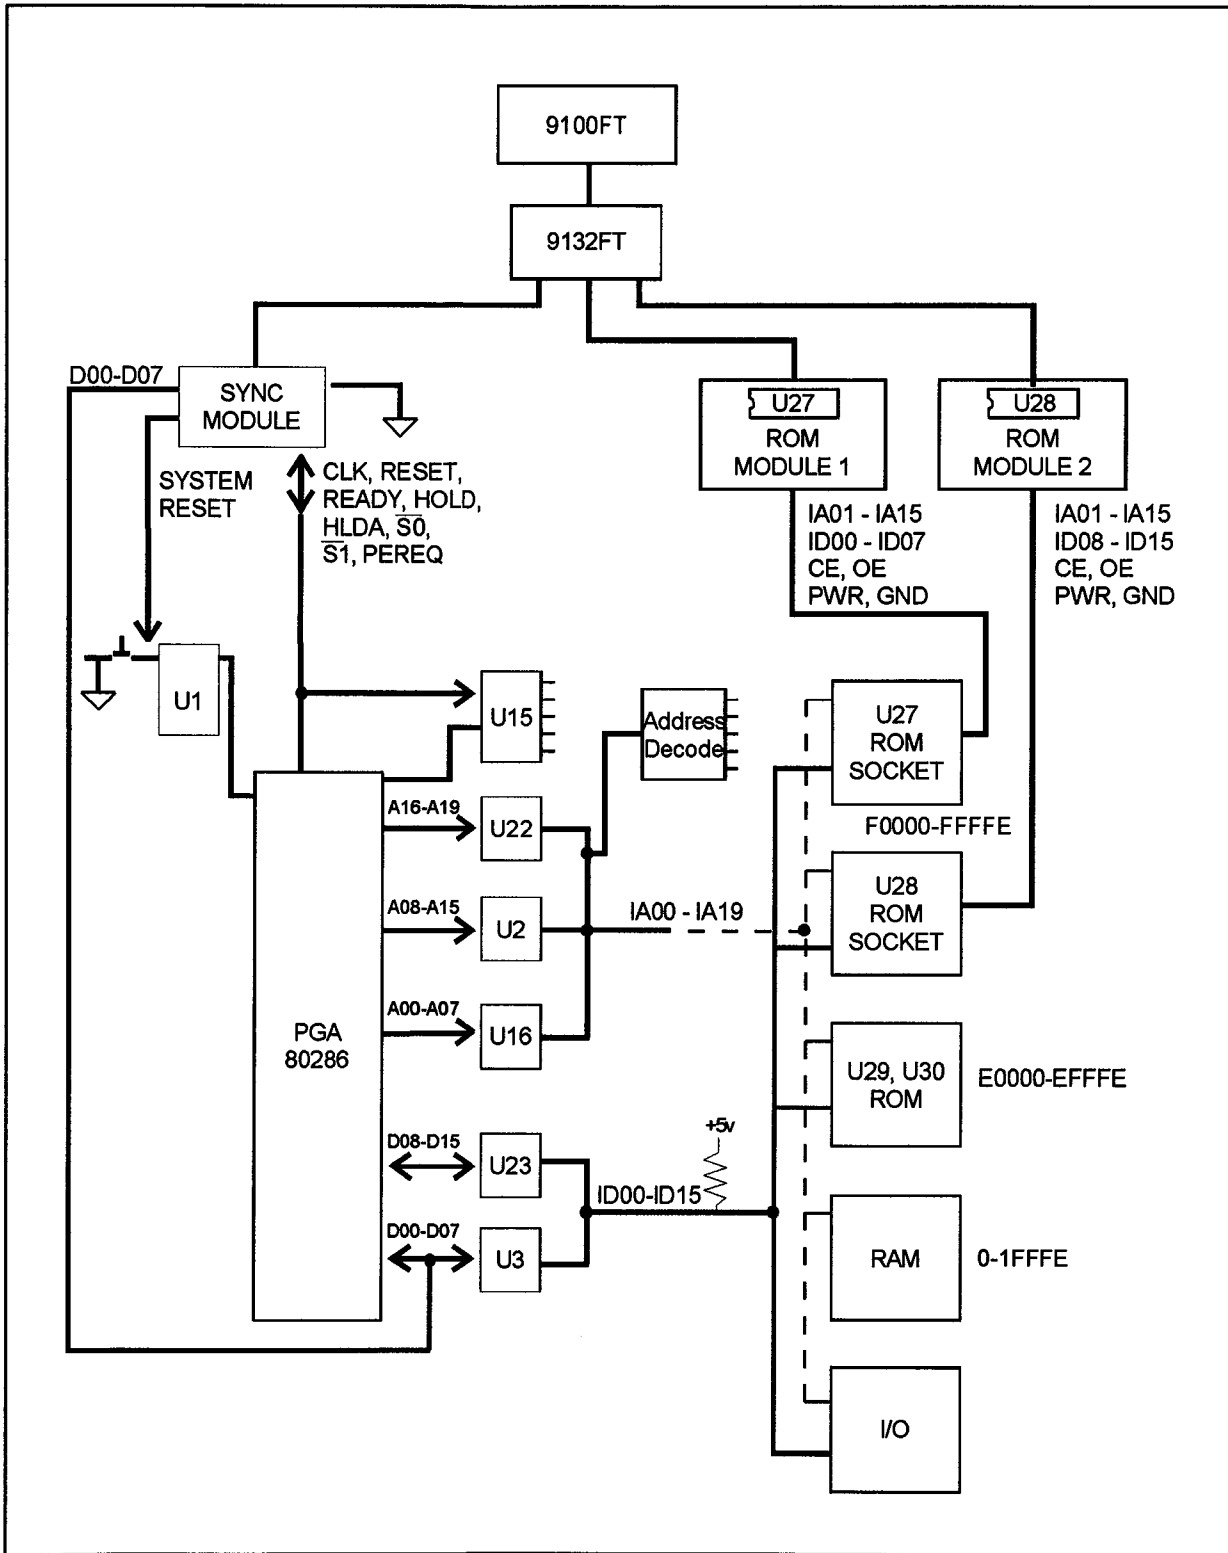 9100FT
9132FT
D00-D07
SYNC
MODULE
U27
ROM
MODULE 1
U28
ROM
MODULE 2
SYSTEM
RESET
CLK, RESET,
READY, HOLD,
HLDA, S̅0̅,
S̅1̅, PEREQ
IA01 - IA15
ID00 - ID07
CE, OE
PWR, GND
IA01 - IA15
ID08 - ID15
CE, OE
PWR, GND
U1
U15
Address
Decode
U27
ROM
SOCKET
F0000-FFFFE
A16-A19
U22
A08-A15
U2
IA00 - IA19
U28
ROM
SOCKET
A00-A07
U16
PGA
80286
U29, U30
ROM
E0000-EFFFE
D08-D15
U23
+5v
ID00-ID15
D00-D07
U3
RAM
0-1FFFE
I/O